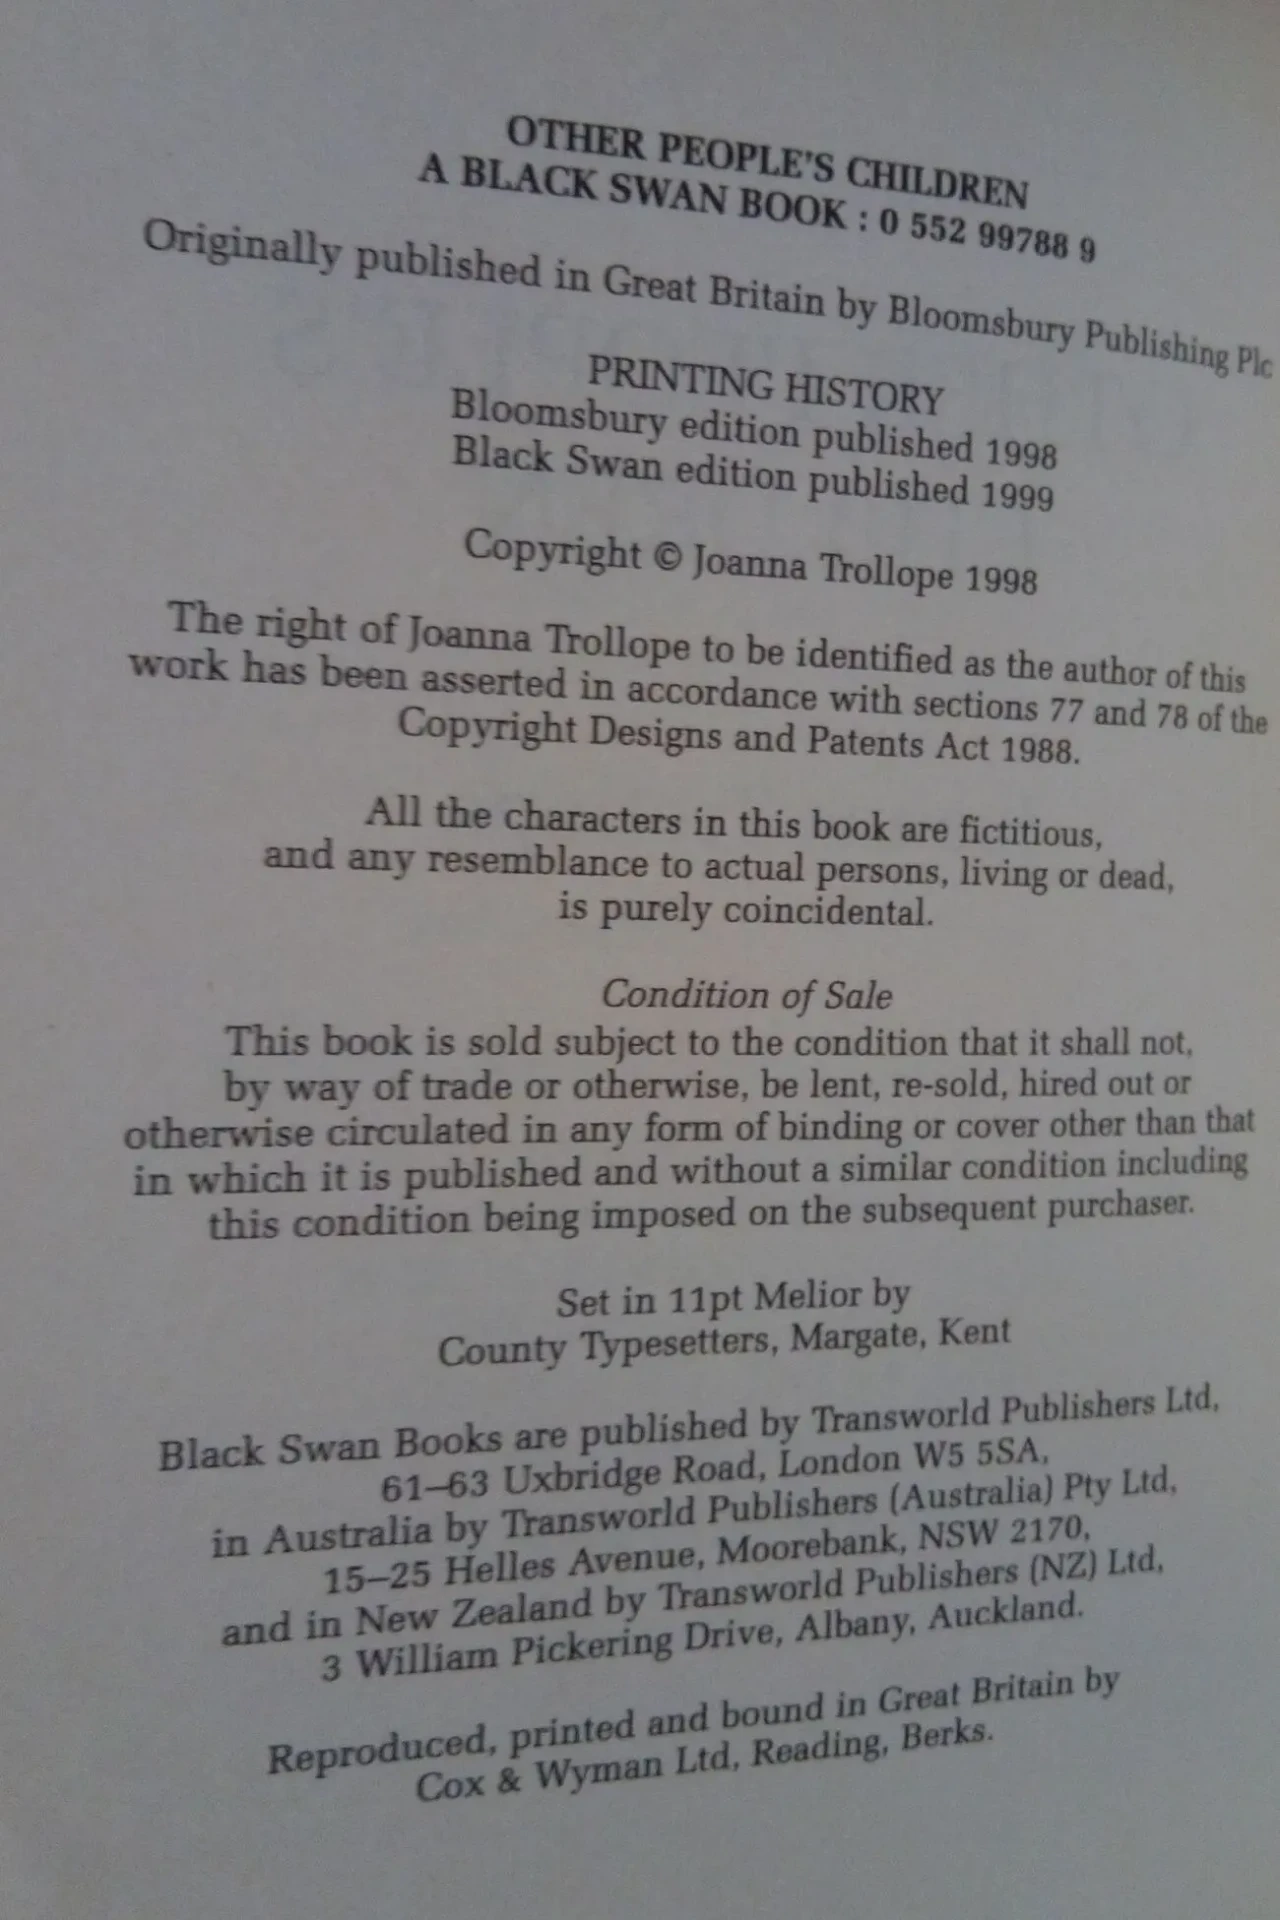 OTHER PEOPLE'S CHILDREN
A BLACK SWAN BOOK : 0 552 99788 9
Originally published in Great Britain by Bloomsbury Publishing Plc
PRINTING HISTORY
Bloomsbury edition published 1998
Black Swan edition published 1999
Copyright © Joanna Trollope 1998
The right of Joanna Trollope to be identified as the author of this
work has been asserted in accordance with sections 77 and 78 of the
Copyright Designs and Patents Act 1988.
All the characters in this book are fictitious,
and any resemblance to actual persons, living or dead,
is purely coincidental.
Condition of Sale
This book is sold subject to the condition that it shall not,
by way of trade or otherwise, be lent, re-sold, hired out or
otherwise circulated in any form of binding or cover other than that
in which it is published and without a similar condition including
this condition being imposed on the subsequent purchaser.
Set in 11pt Melior by
County Typesetters, Margate, Kent
Black Swan Books are published by Transworld Publishers Ltd,
61–63 Uxbridge Road, London W5 5SA,
in Australia by Transworld Publishers (Australia) Pty Ltd,
15–25 Helles Avenue, Moorebank, NSW 2170,
and in New Zealand by Transworld Publishers (NZ) Ltd,
3 William Pickering Drive, Albany, Auckland.
Reproduced, printed and bound in Great Britain by
Cox & Wyman Ltd, Reading, Berks.